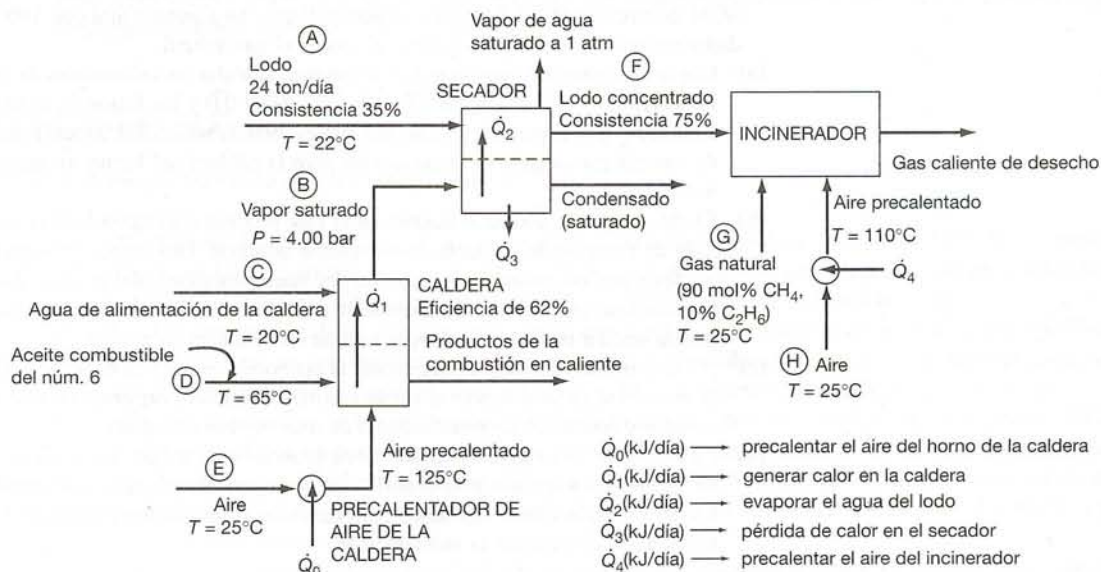 A
Lodo
24 ton/día
Consistencia 35%
T = 22°C
Vapor de agua
saturado a 1 atm
SECADOR
Q̇₂
F
Lodo concentrado
Consistencia 75%
INCINERADOR
Gas caliente de desecho
B
Vapor saturado
P = 4.00 bar
Condensado
(saturado)
Q̇₃
Aire precalentado
T = 110°C
Q̇₄
G
Gas natural
(90 mol% CH₄,
10% C₂H₆)
T = 25°C
H
Aire
T = 25°C
C
Agua de alimentación de la caldera
T = 20°C
Q̇₁
CALDERA
Eficiencia de 62%
Aceite combustible
del núm. 6
D
T = 65°C
Productos de la
combustión en caliente
E
Aire
T = 25°C
Aire precalentado
T = 125°C
PRECALENTADOR DE
AIRE DE LA
CALDERA
Q̇₀
Q̇₀(kJ/día) → precalentar el aire del horno de la caldera
Q̇₁(kJ/día) → generar calor en la caldera
Q̇₂(kJ/día) → evaporar el agua del lodo
Q̇₃(kJ/día) → pérdida de calor en el secador
Q̇₄(kJ/día) → precalentar el aire del incinerador